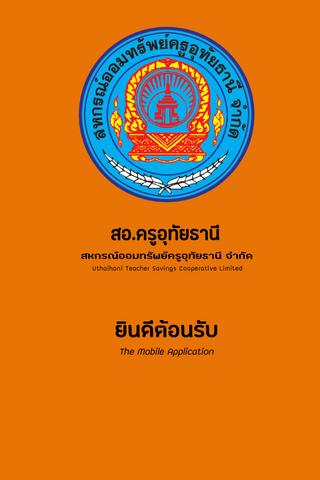 สหกรณ์ออมทรัพย์ครูอุทัยธานี จำกัด
สอ.ครูอุทัยธานี
สหกรณ์ออมทรัพย์ครูอุทัยธานี จำกัด
Uthaihani Teacher Savings Cooperative Limited
ยินดีต้อนรับ
The Mobile Application